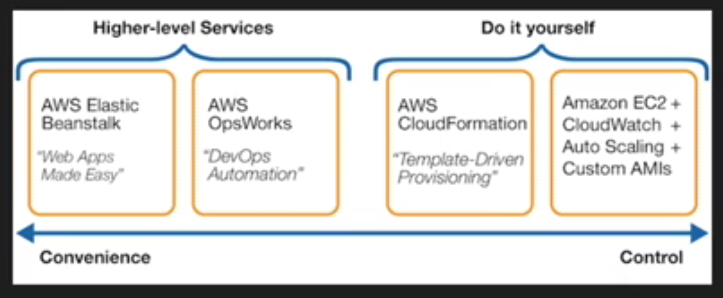 Higher-level Services
Do it yourself
AWS Elastic
Beanstalk
"Web Apps
Made Easy"
AWS
OpsWorks
"DevOps
Automation"
AWS
CloudFormation
"Template-Driven
Provisioning"
Amazon EC2 +
CloudWatch +
Auto Scaling +
Custom AMIs
Convenience
Control